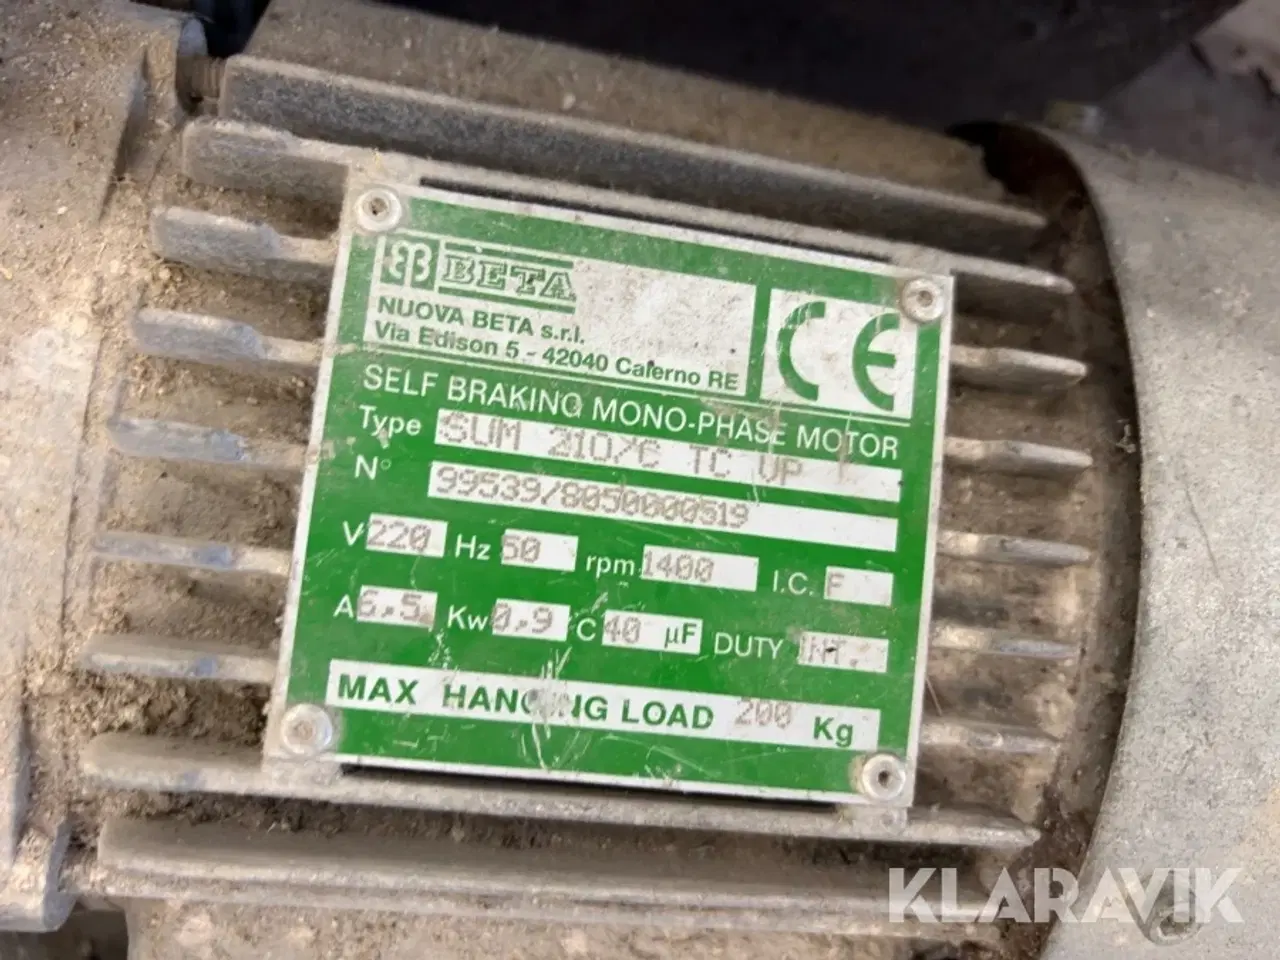 BETA
NUOVA BETA s.r.l.
Via Edison 5 - 42040 Calerno RE
CE
SELF BRAKING MONO-PHASE MOTOR
Type SUM 210/6 TC VP
N° 99539/8050000519
V 220 Hz 50 rpm 1400 I.C. F
A 6,5 Kw 0,9 C 40 µF DUTY INT.
MAX HANGING LOAD 200 Kg
KLARAVIK